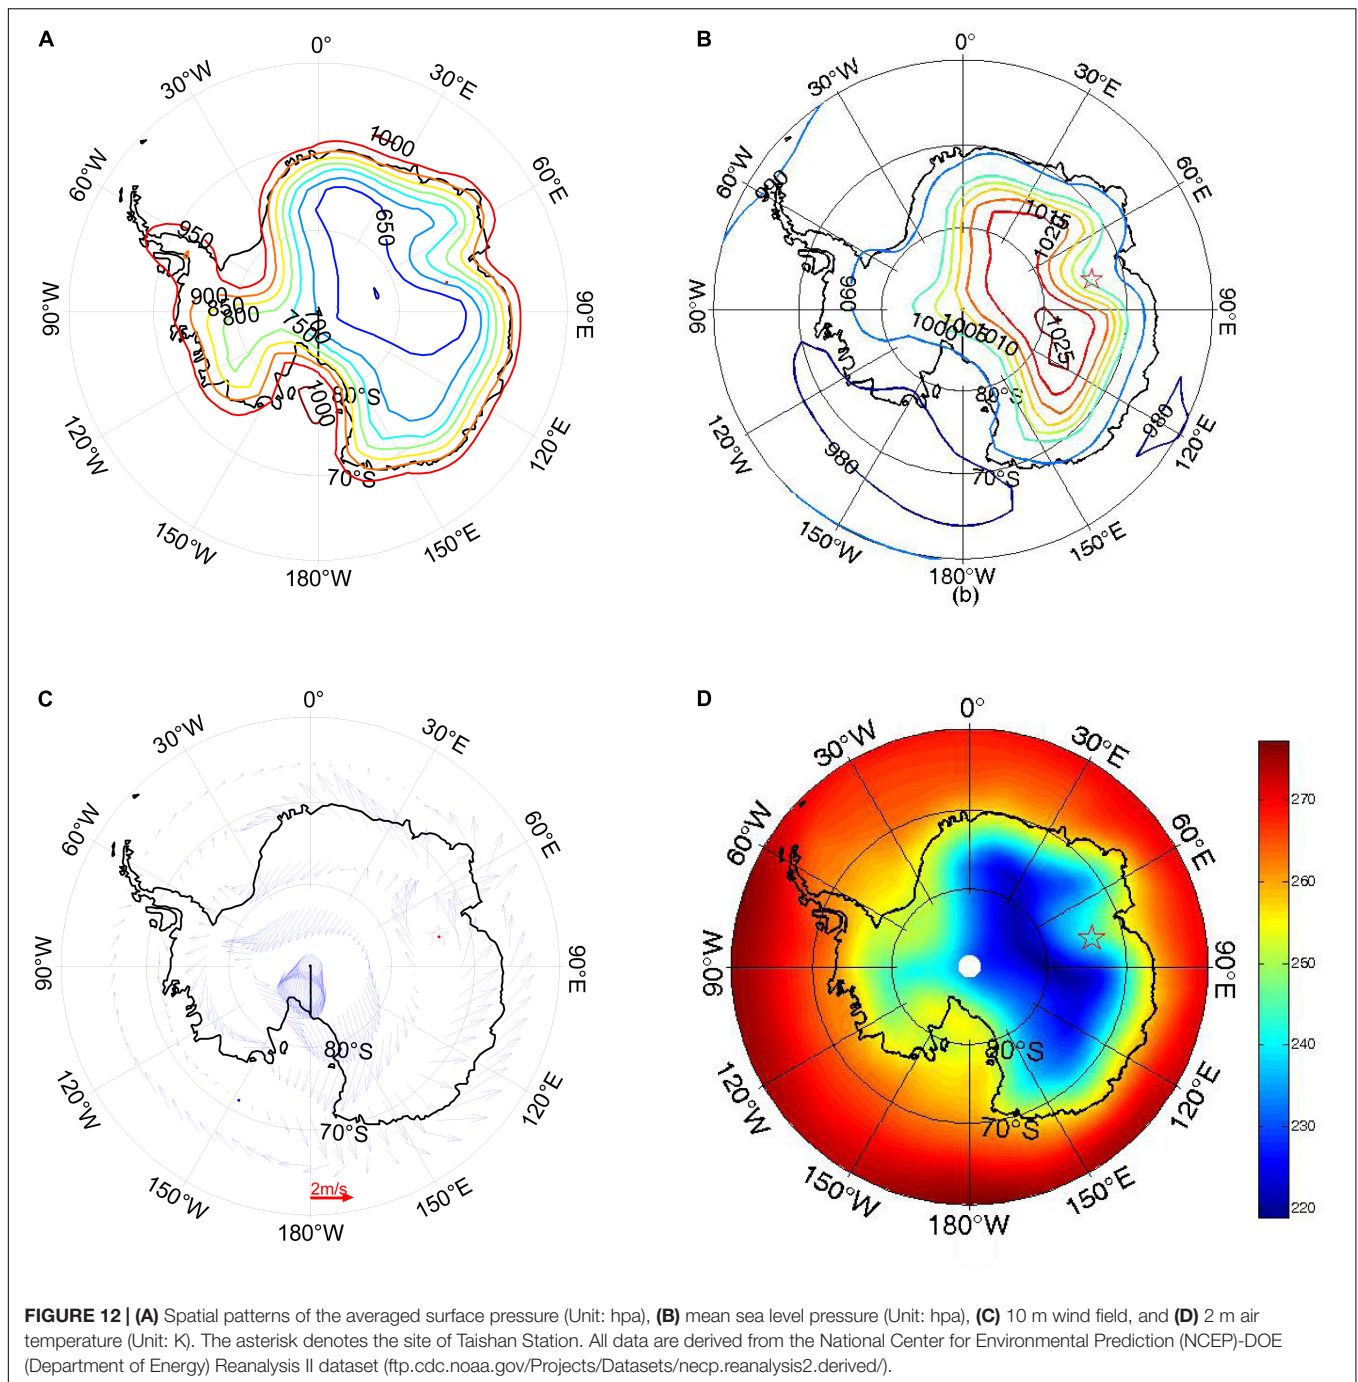 A
0°
30°W
30°E
60°W
60°E
90°W
90°E
120°W
120°E
150°W
150°E
180°W
80°S
70°S
1000
950
900
850
800
650
1000
B
0°
30°W
30°E
60°W
60°E
90°W
90°E
120°W
120°E
150°W
150°E
180°W
(b)
80°S
70°S
990
990
1015
1020
1000
1010
1025
980
980
C
0°
30°W
30°E
60°W
60°E
90°W
90°E
120°W
120°E
150°W
150°E
180°W
80°S
70°S
2m/s
D
0°
30°W
30°E
60°W
60°E
90°W
90°E
120°W
120°E
150°W
150°E
180°W
70°S
270
260
250
240
230
220
FIGURE 12 | (A) Spatial patterns of the averaged surface pressure (Unit: hpa), (B) mean sea level pressure (Unit: hpa), (C) 10 m wind field, and (D) 2 m air
temperature (Unit: K). The asterisk denotes the site of Taishan Station. All data are derived from the National Center for Environmental Prediction (NCEP)-DOE
(Department of Energy) Reanalysis II dataset (ftp.cdc.noaa.gov/Projects/Datasets/necp.reanalysis2.derived/).